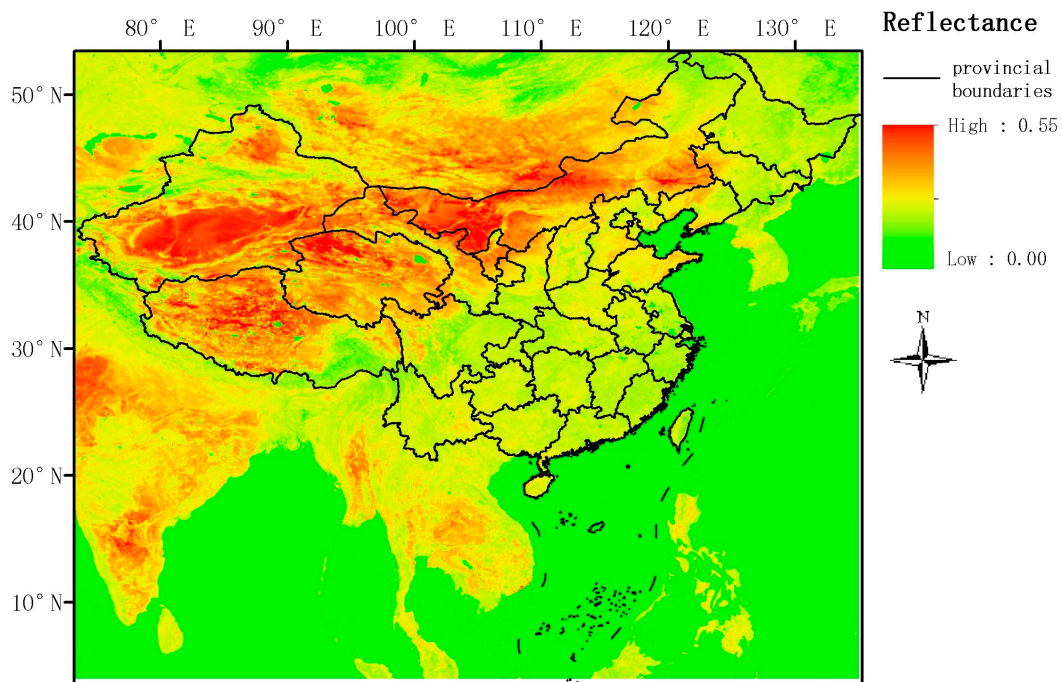 80° E 90° E 100° E 110° E 120° E 130° E
Reflectance
provincial
boundaries
High : 0.55
Low : 0.00
N
50° N
40° N
30° N
20° N
10° N